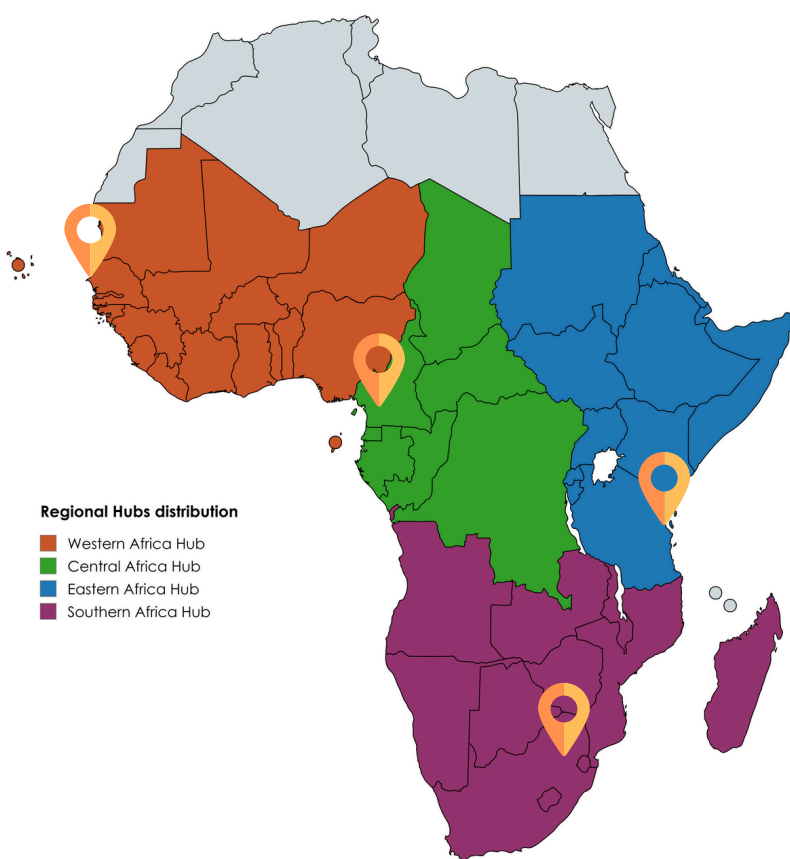 Regional Hubs distribution
Western Africa Hub
Central Africa Hub
Eastern Africa Hub
Southern Africa Hub